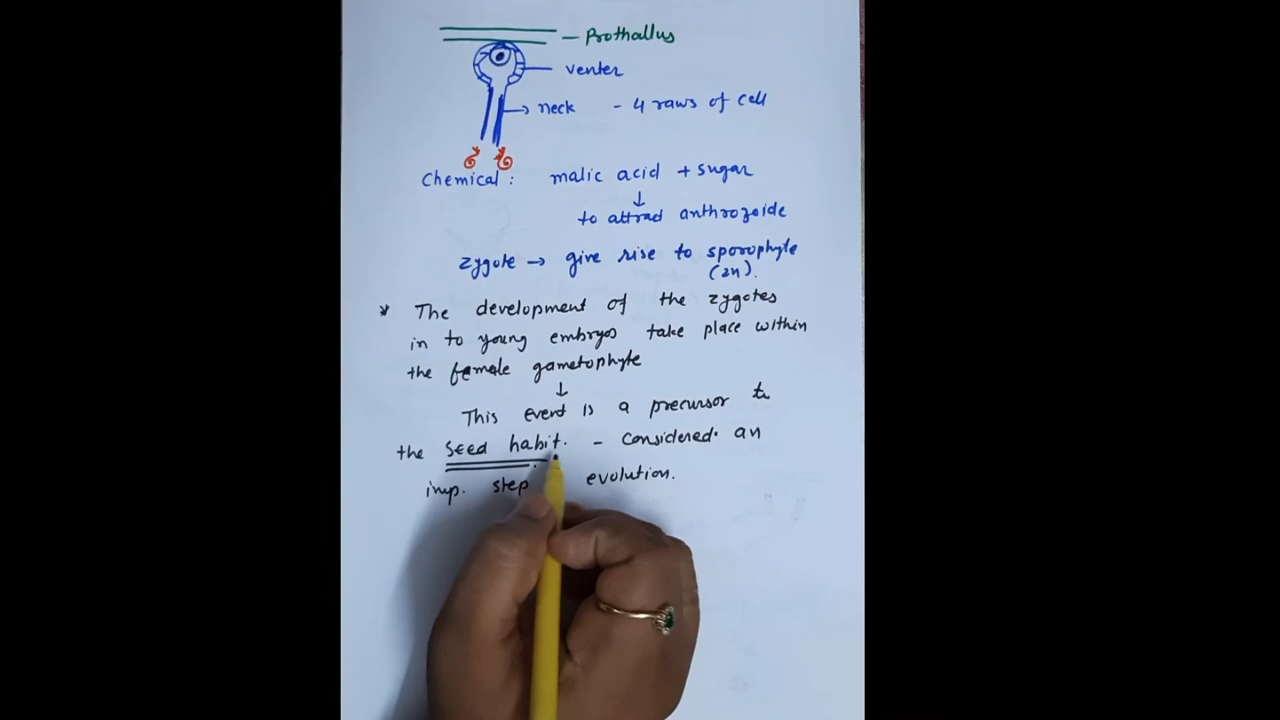 - Prothallus
venter
neck - 4 raws of cell
Chemical : malic acid + sugar
↓
to attrad anthrozoide
zygote → give rise to sporophyte
(2n).
* The development of the zygotes
in to young embryos take place within
the female gametophyte
↓
This event is a precursor to
the seed habit. - considered an
imp. step evolution.